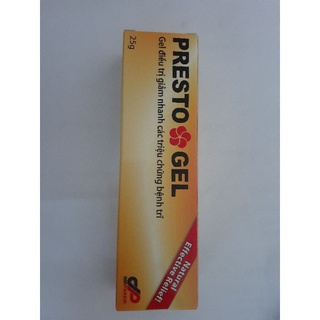 PRESTO GEL
Gel điều trị giảm nhanh các triệu chứng bệnh trĩ
25g
Natural
Effective Relief!